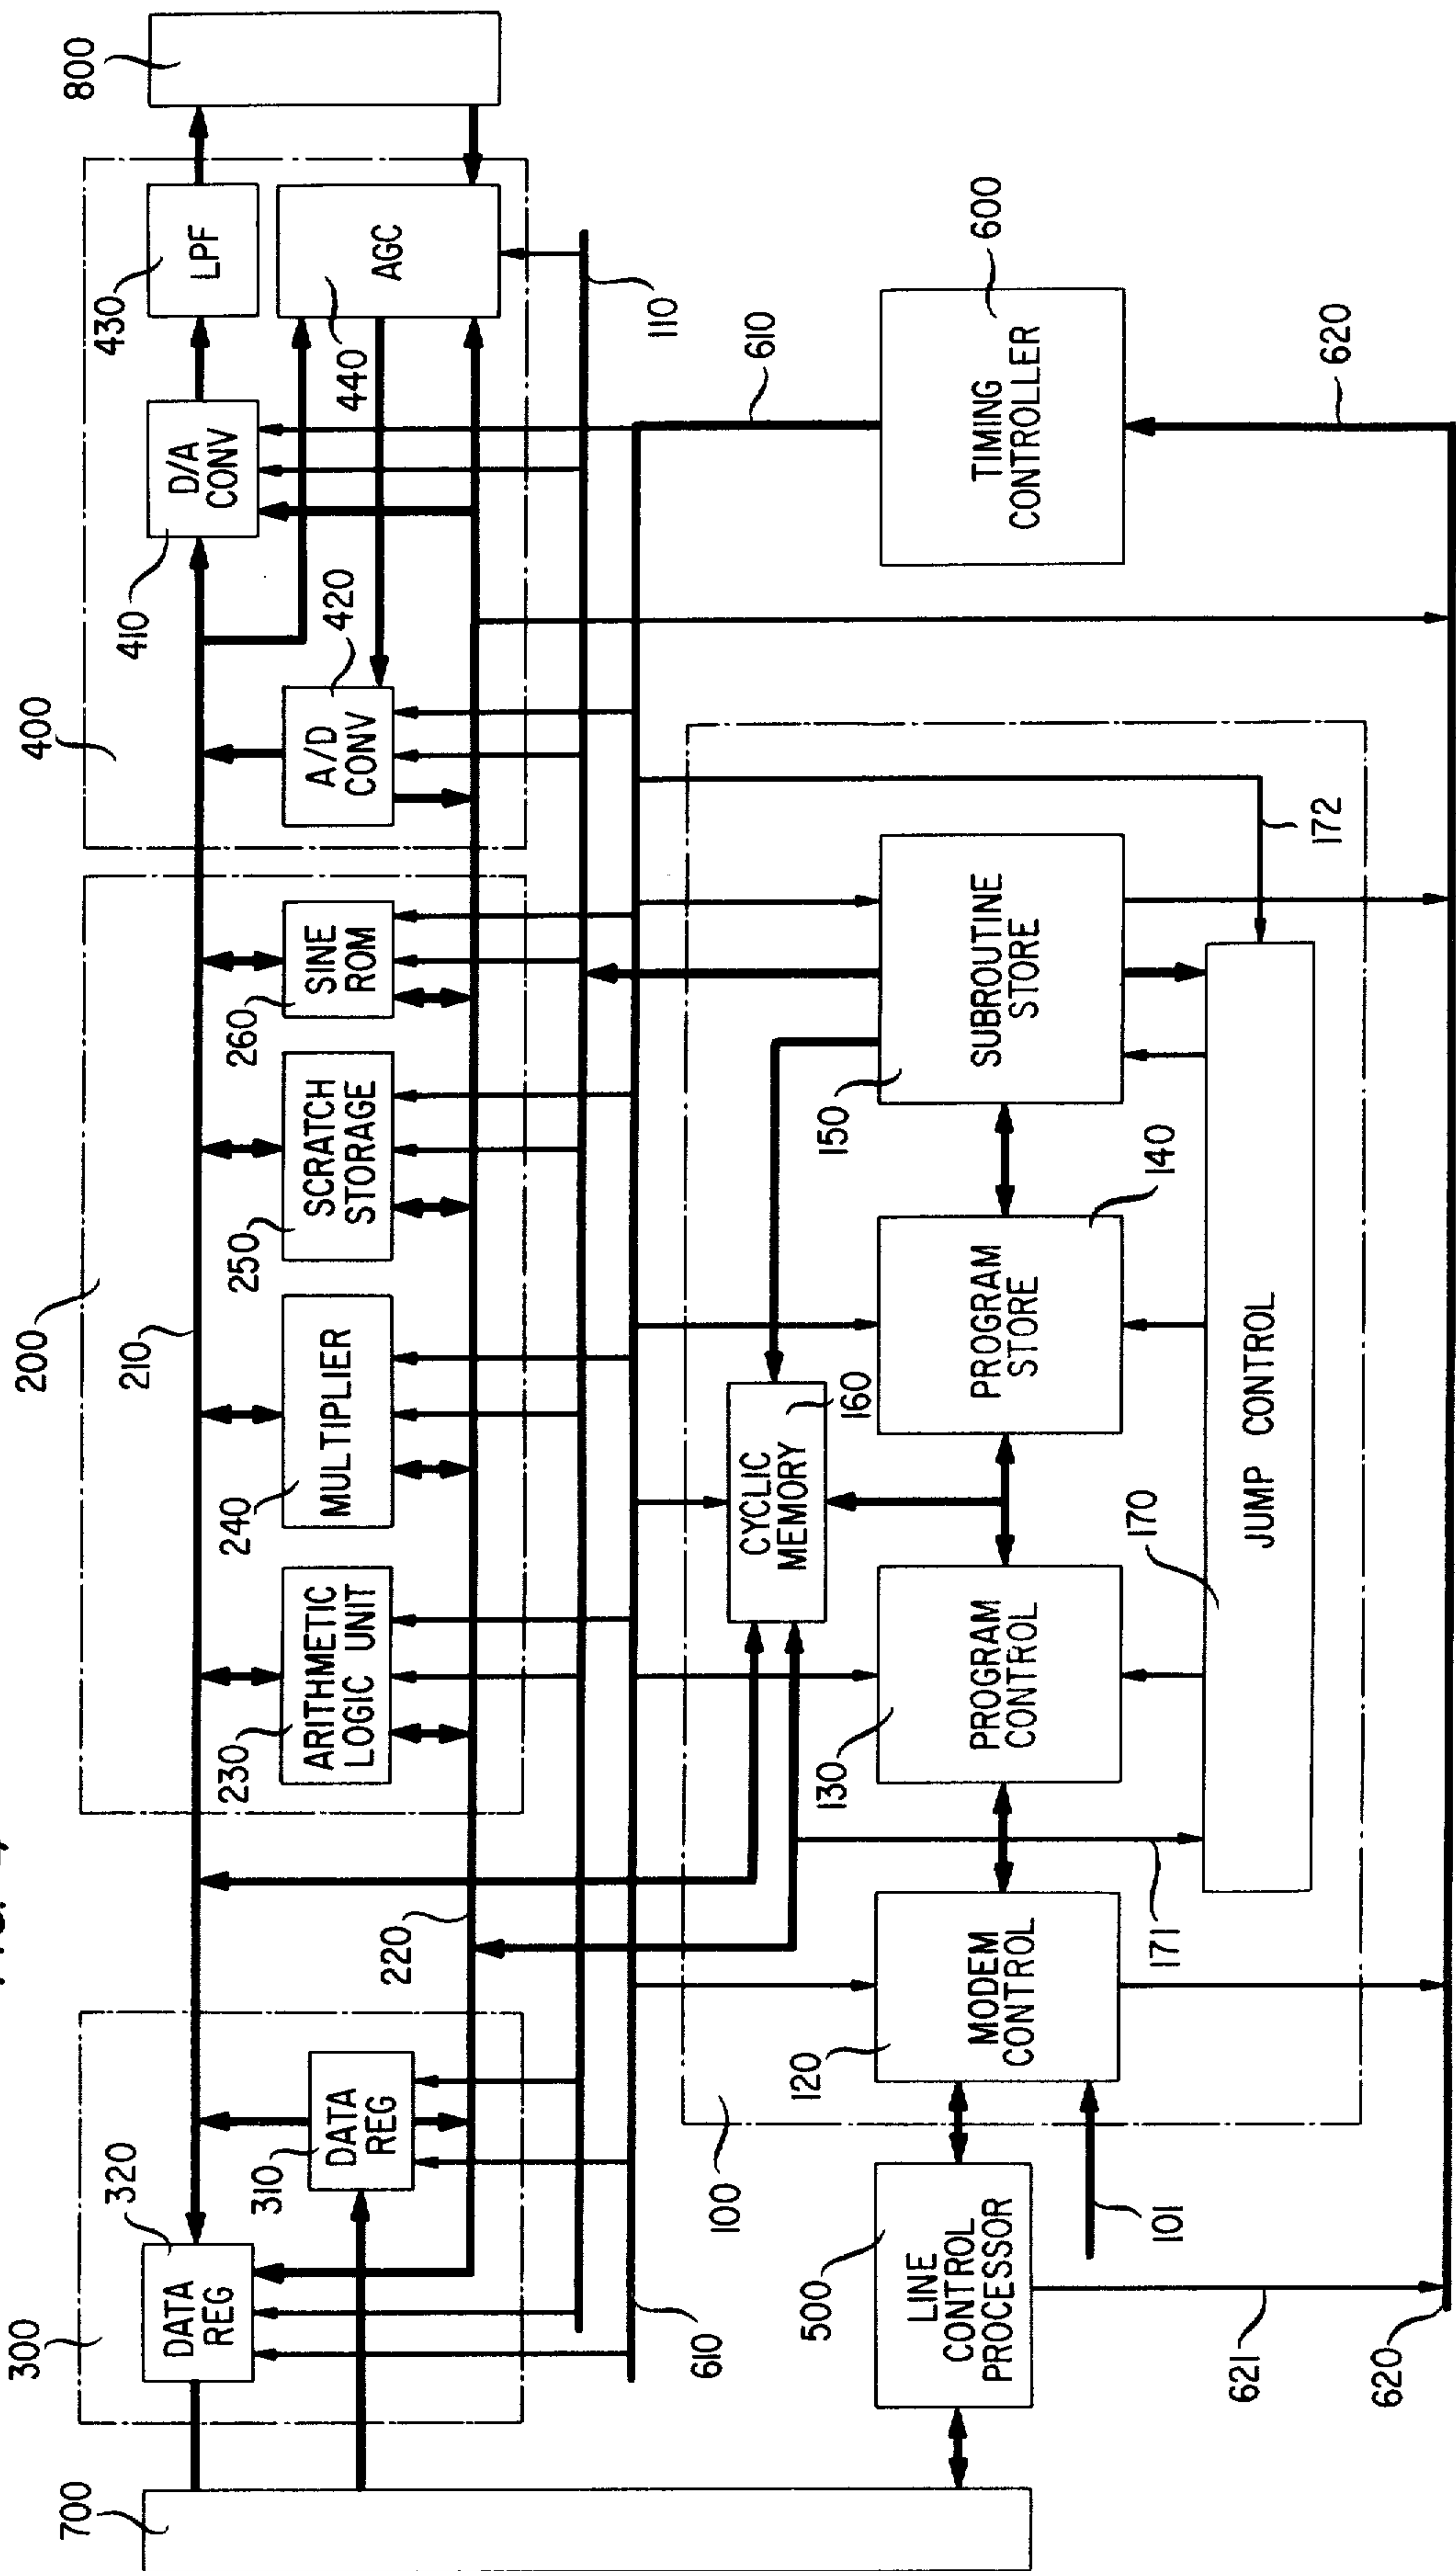 800
430
LPF
AGC
440
110
D/A
CONV
410
420
A/D
CONV
400
610
600
TIMING
CONTROLLER
620
200
210
260
SINE
ROM
250
SCRATCH
STORAGE
240
MULTIPLIER
230
ARITHMETIC
LOGIC UNIT
220
172
150
SUBROUTINE
STORE
140
PROGRAM
STORE
160
CYCLIC
MEMORY
170
JUMP CONTROL
130
PROGRAM
CONTROL
171
120
MODEM
CONTROL
100
101
300
320
DATA
REG
310
DATA
REG
610
500
LINE
CONTROL
PROCESSOR
621
620
700